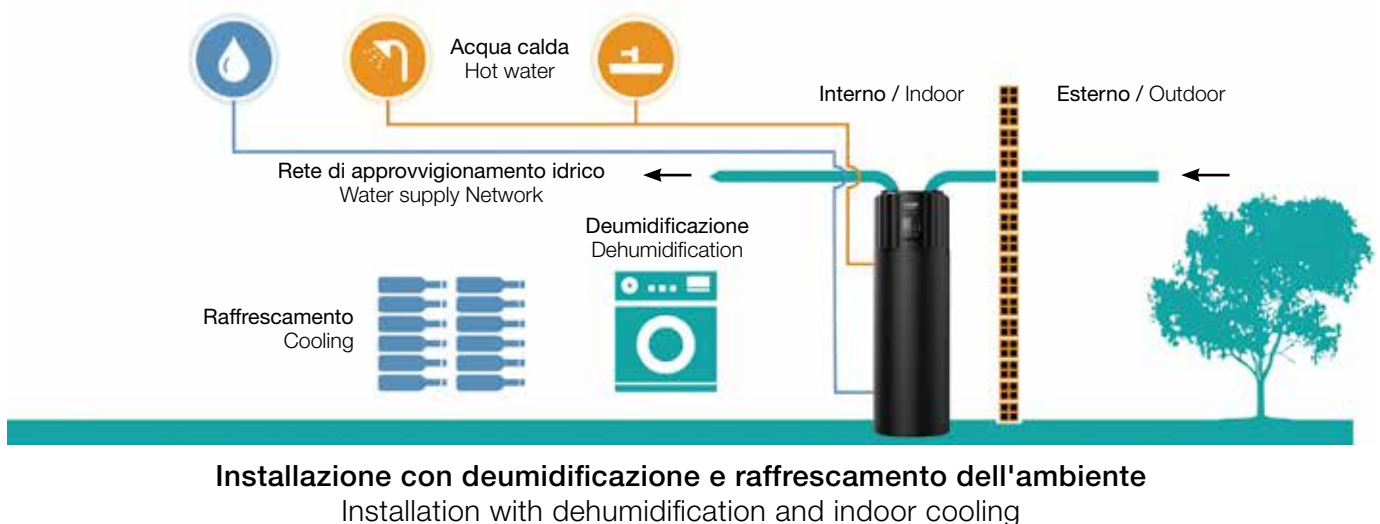 Acqua calda
Hot water
Interno / Indoor
Esterno / Outdoor
Rete di approvvigionamento idrico
Water supply Network
Deumidificazione
Dehumidification
Raffrescamento
Cooling
Installazione con deumidificazione e raffrescamento dell'ambiente
Installation with dehumidification and indoor cooling